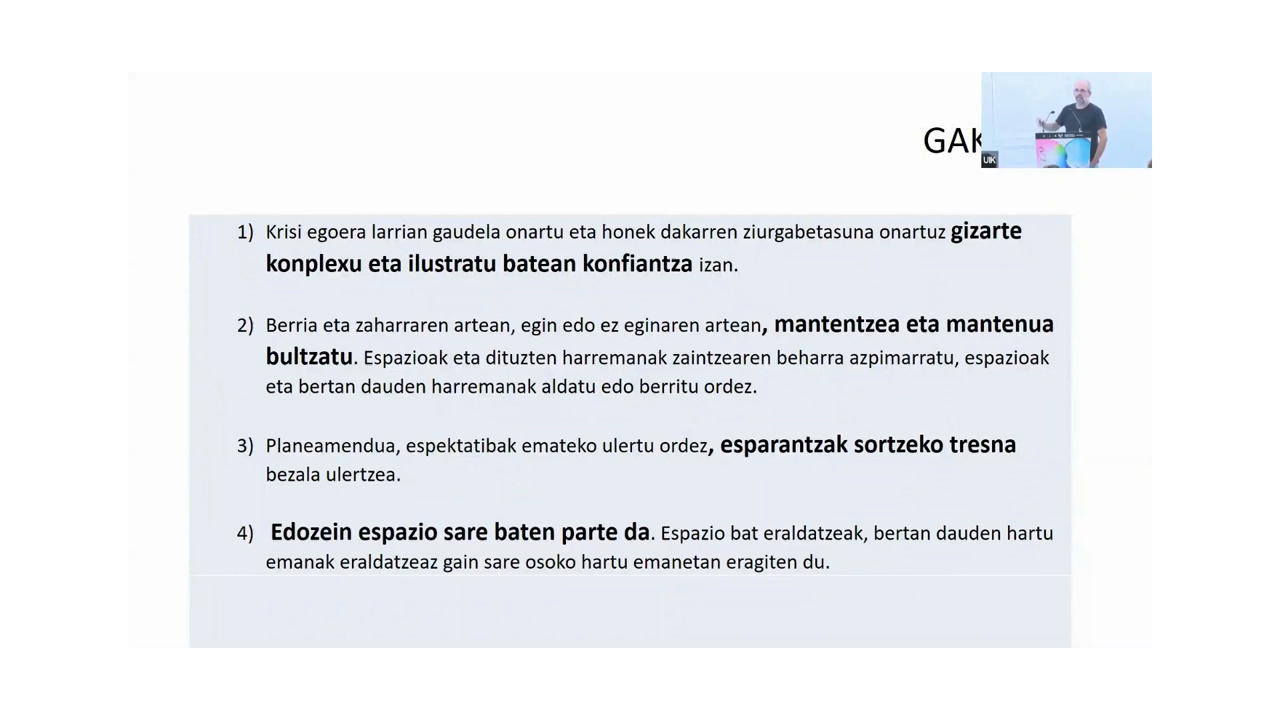 GAK
UIK
1) Krisi egoera larrian gaudela onartu eta honek dakarren ziurgabetasuna onartuz gizarte
konplexu eta ilustratu batean konfiantza izan.
2) Berria eta zaharraren artean, egin edo ez eginaren artean, mantentzea eta mantenua
bultzatu. Espazioak eta dituzten harremanak zaintzearen beharra azpimarratu, espazioak
eta bertan dauden harremanak aldatu edo berritu ordez.
3) Planeamendua, espektatibak emateko ulertu ordez, esparantzak sortzeko tresna
bezala ulertzea.
4) Edozein espazio sare baten parte da. Espazio bat eraldatzeak, bertan dauden hartu
emanak eraldatzeaz gain sare osoko hartu emanetan eragiten du.